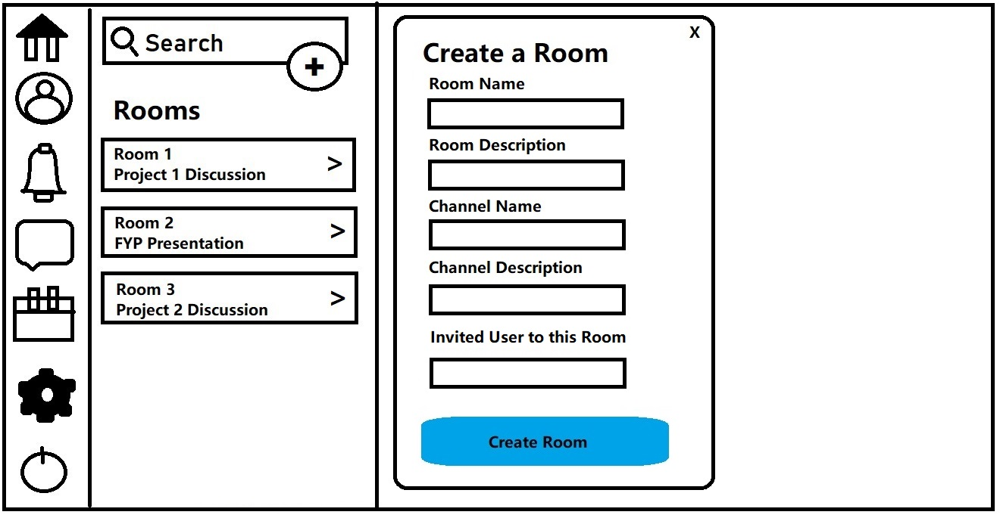 Search
+
Rooms
Room 1
Project 1 Discussion
>
Room 2
FYP Presentation
>
Room 3
Project 2 Discussion
>
X
Create a Room
Room Name
Room Description
Channel Name
Channel Description
Invited User to this Room
Create Room